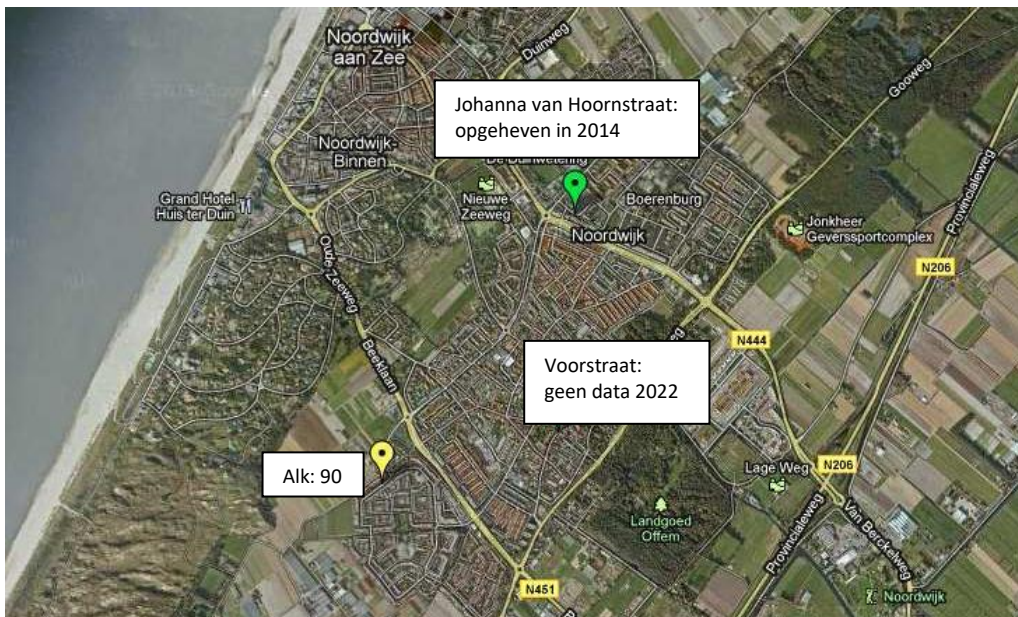 Noordwijk
aan Zee
Duinweg
Gooweg
Johanna van Hoornstraat:
opgeheven in 2014
Noordwijk-
Binnen
De Duinwetering
Grand Hotel
Huis ter Duin
Nieuwe
Zeeweg
Boerenburg
Noordwijk
Jonkheer
Geverssportcomplex
Provincialeweg
N206
Oude Zeeweg
Beeklaan
N444
Voorstraat:
geen data 2022
Alk: 90
Lage Weg
N206
Landgoed
Offem
Provincialeweg
Van Berckelweg
N451
Noordwijk